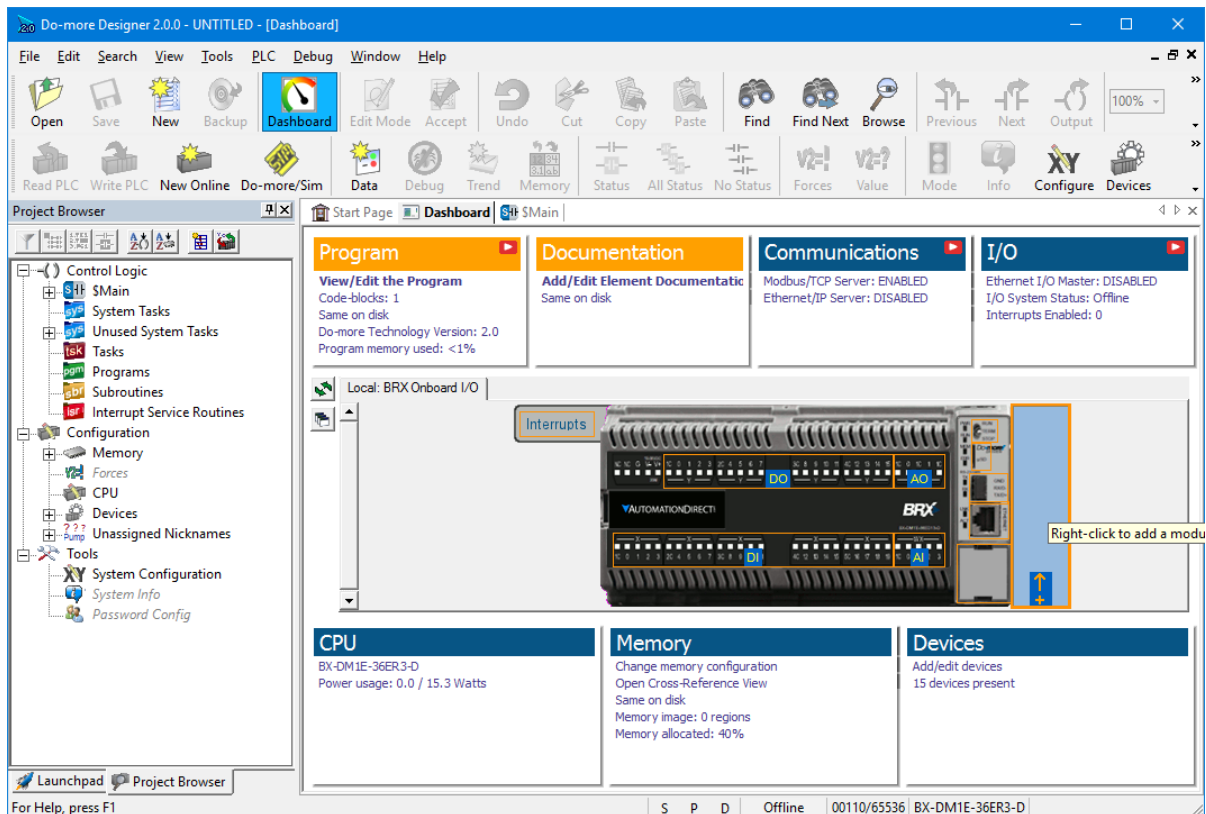 Do-more Designer 2.0.0 - UNTITLED - [Dashboard]
File Edit Search View Tools PLC Debug Window Help
Open Save New Backup Dashboard Edit Mode Accept Undo Cut Copy Paste Find Find Next Browse Previous Next Output 100%
Read PLC Write PLC New Online Do-more/Sim Data Debug Trend Memory Status All Status No Status Forces Value Mode Info Configure Devices
Project Browser
Start Page Dashboard $Main
Control Logic
$Main
System Tasks
Unused System Tasks
Tasks
Programs
Subroutines
Interrupt Service Routines
Configuration
Memory
Forces
CPU
Devices
Unassigned Nicknames
Tools
System Configuration
System Info
Password Config
Launchpad Project Browser
Program
View/Edit the Program
Code-blocks: 1
Same on disk
Do-more Technology Version: 2.0
Program memory used: <1%
Documentation
Add/Edit Element Documentatic
Same on disk
Communications
Modbus/TCP Server: ENABLED
Ethernet/IP Server: DISABLED
I/O
Ethernet I/O Master: DISABLED
I/O System Status: Offline
Interrupts Enabled: 0
Local: BRX Onboard I/O
Interrupts
DO AO
AUTOMATIONDIRECT
BRX
DI AI
Right-click to add a modu
CPU
BX-DM1E-36ER3-D
Power usage: 0.0 / 15.3 Watts
Memory
Change memory configuration
Open Cross-Reference View
Same on disk
Memory image: 0 regions
Memory allocated: 40%
Devices
Add/edit devices
15 devices present
For Help, press F1
S P D Offline 00110/65536 BX-DM1E-36ER3-D